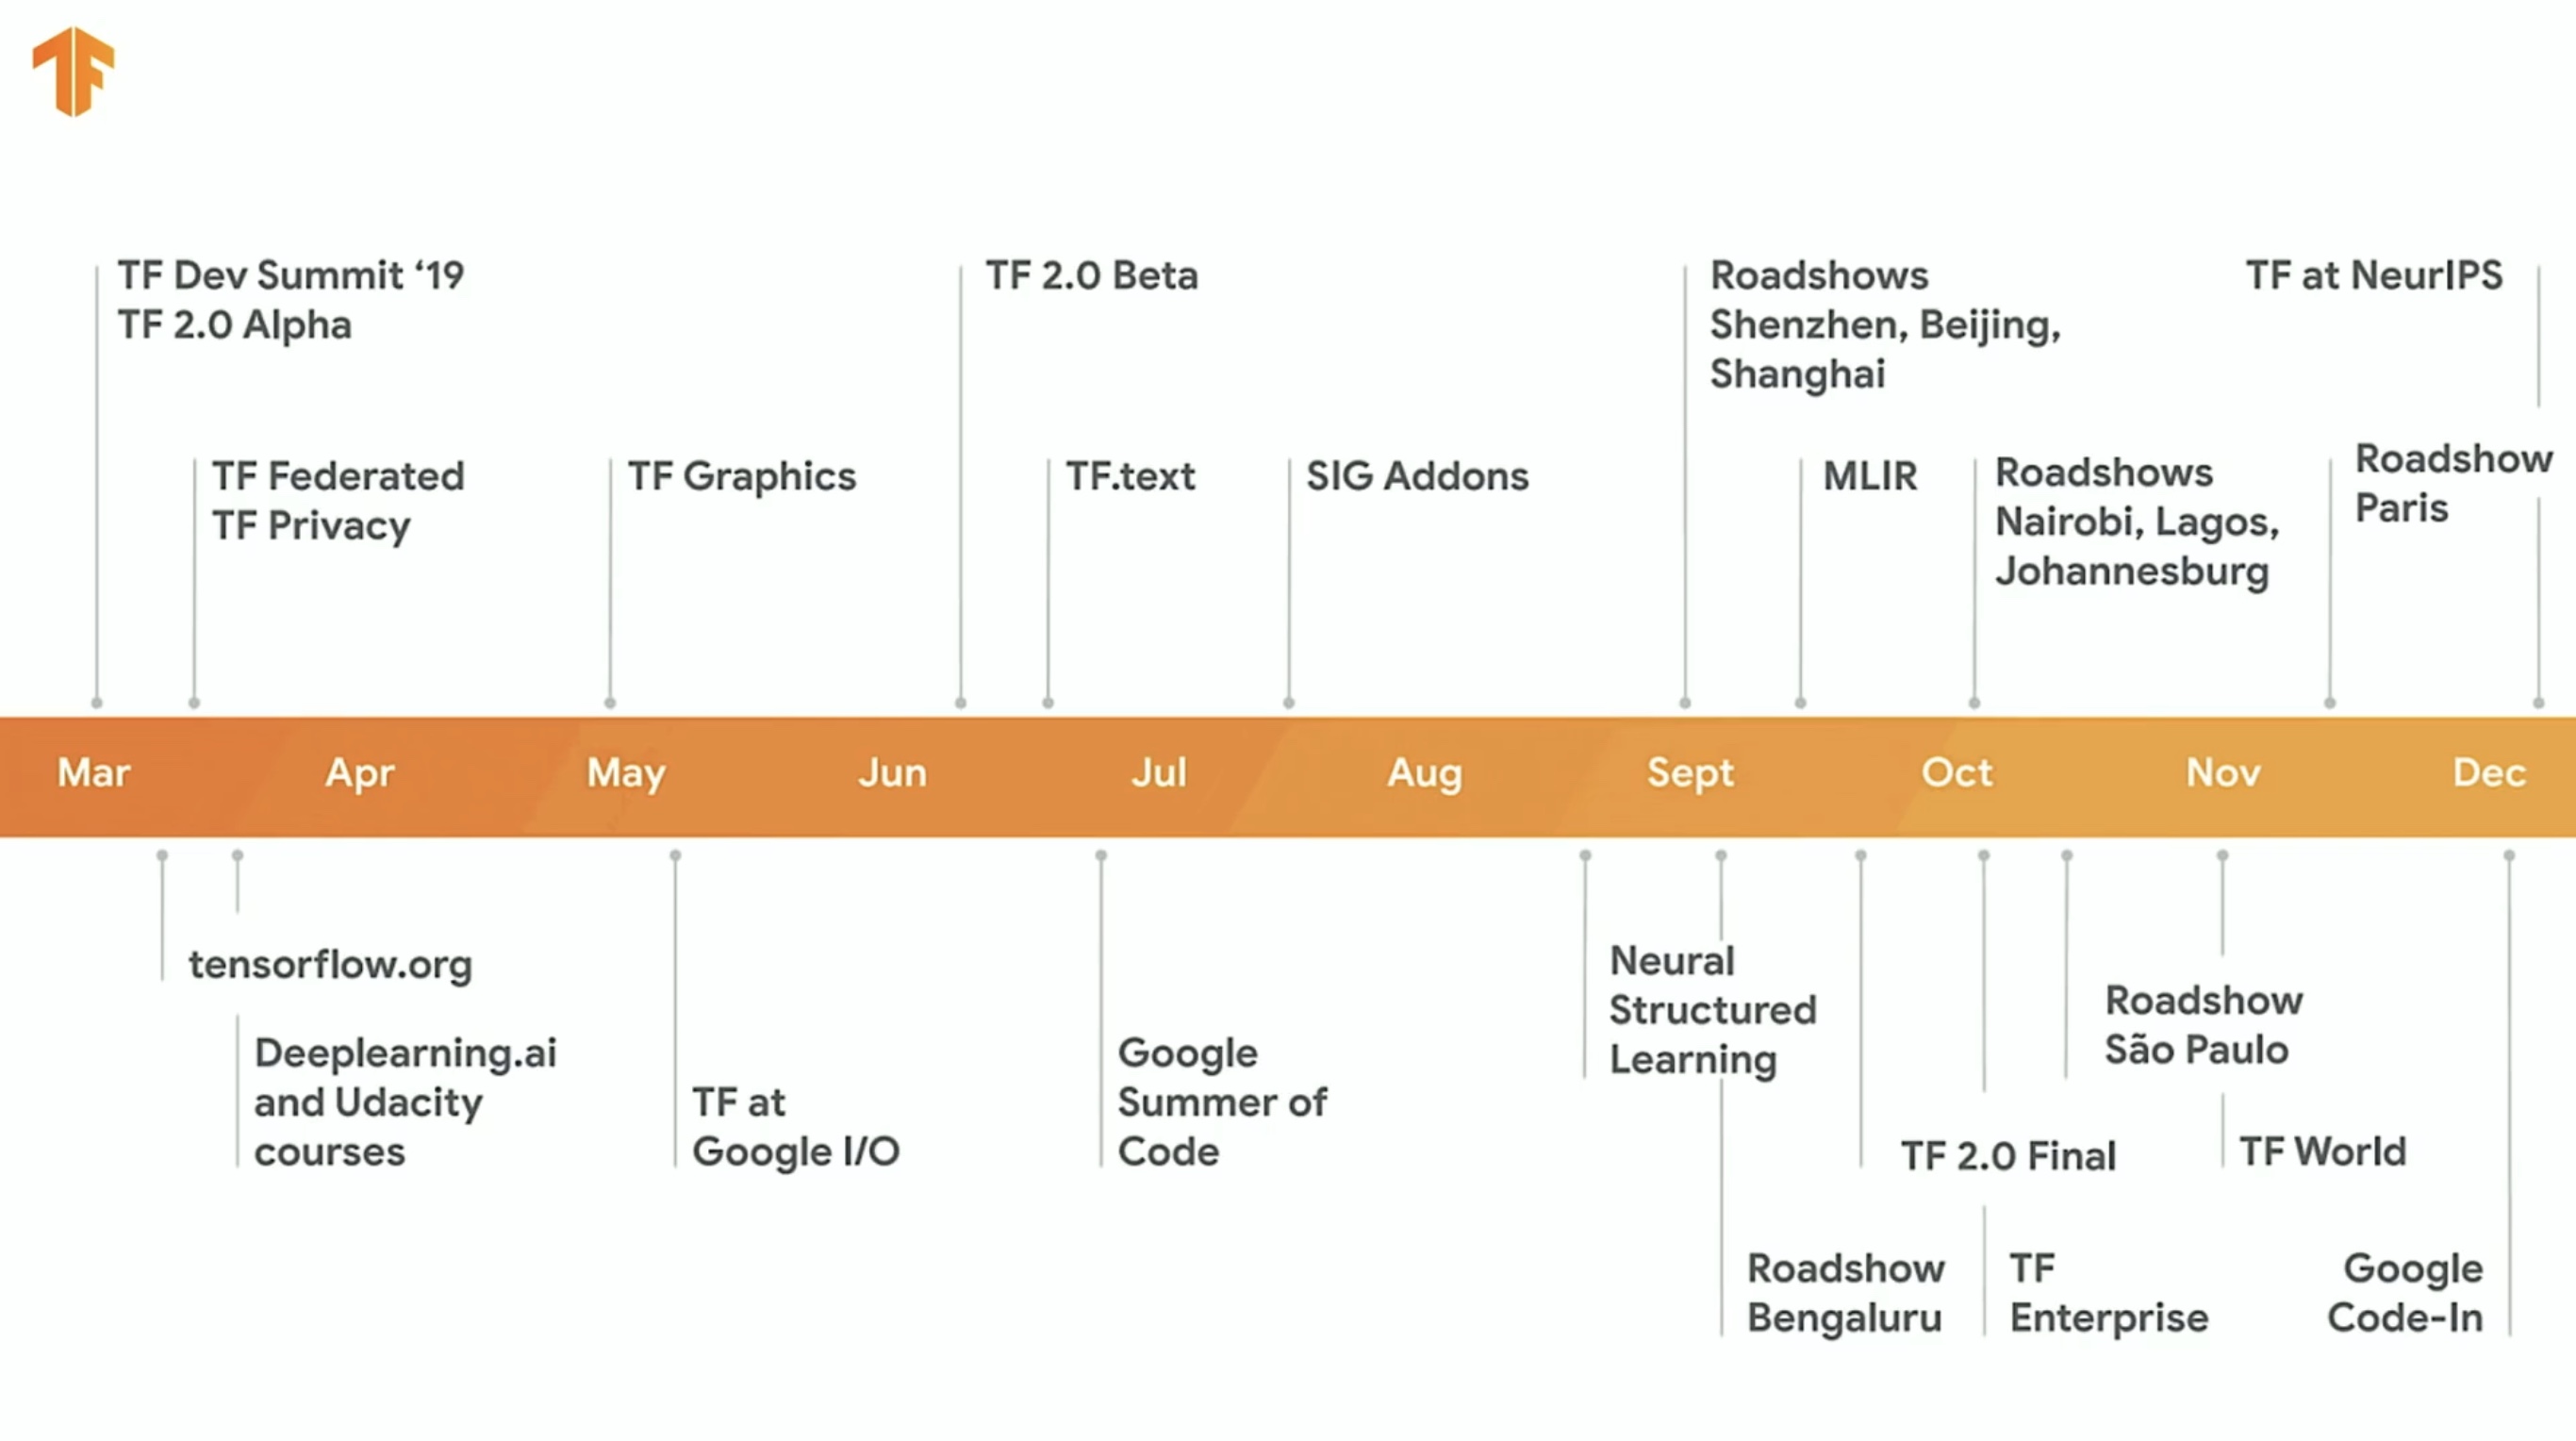 TF
TF Dev Summit ‘19
TF 2.0 Alpha
TF 2.0 Beta
Roadshows
Shenzhen, Beijing,
Shanghai
TF at NeurIPS
TF Federated
TF Privacy
TF Graphics
TF.text
SIG Addons
MLIR
Roadshows
Nairobi, Lagos,
Johannesburg
Roadshow
Paris
Mar Apr May Jun Jul Aug Sept Oct Nov Dec
tensorflow.org
Deeplearning.ai
and Udacity
courses
TF at
Google I/O
Google
Summer of
Code
Neural
Structured
Learning
Roadshow
Bengaluru
TF 2.0 Final
TF
Enterprise
Roadshow
São Paulo
TF World
Google
Code-In